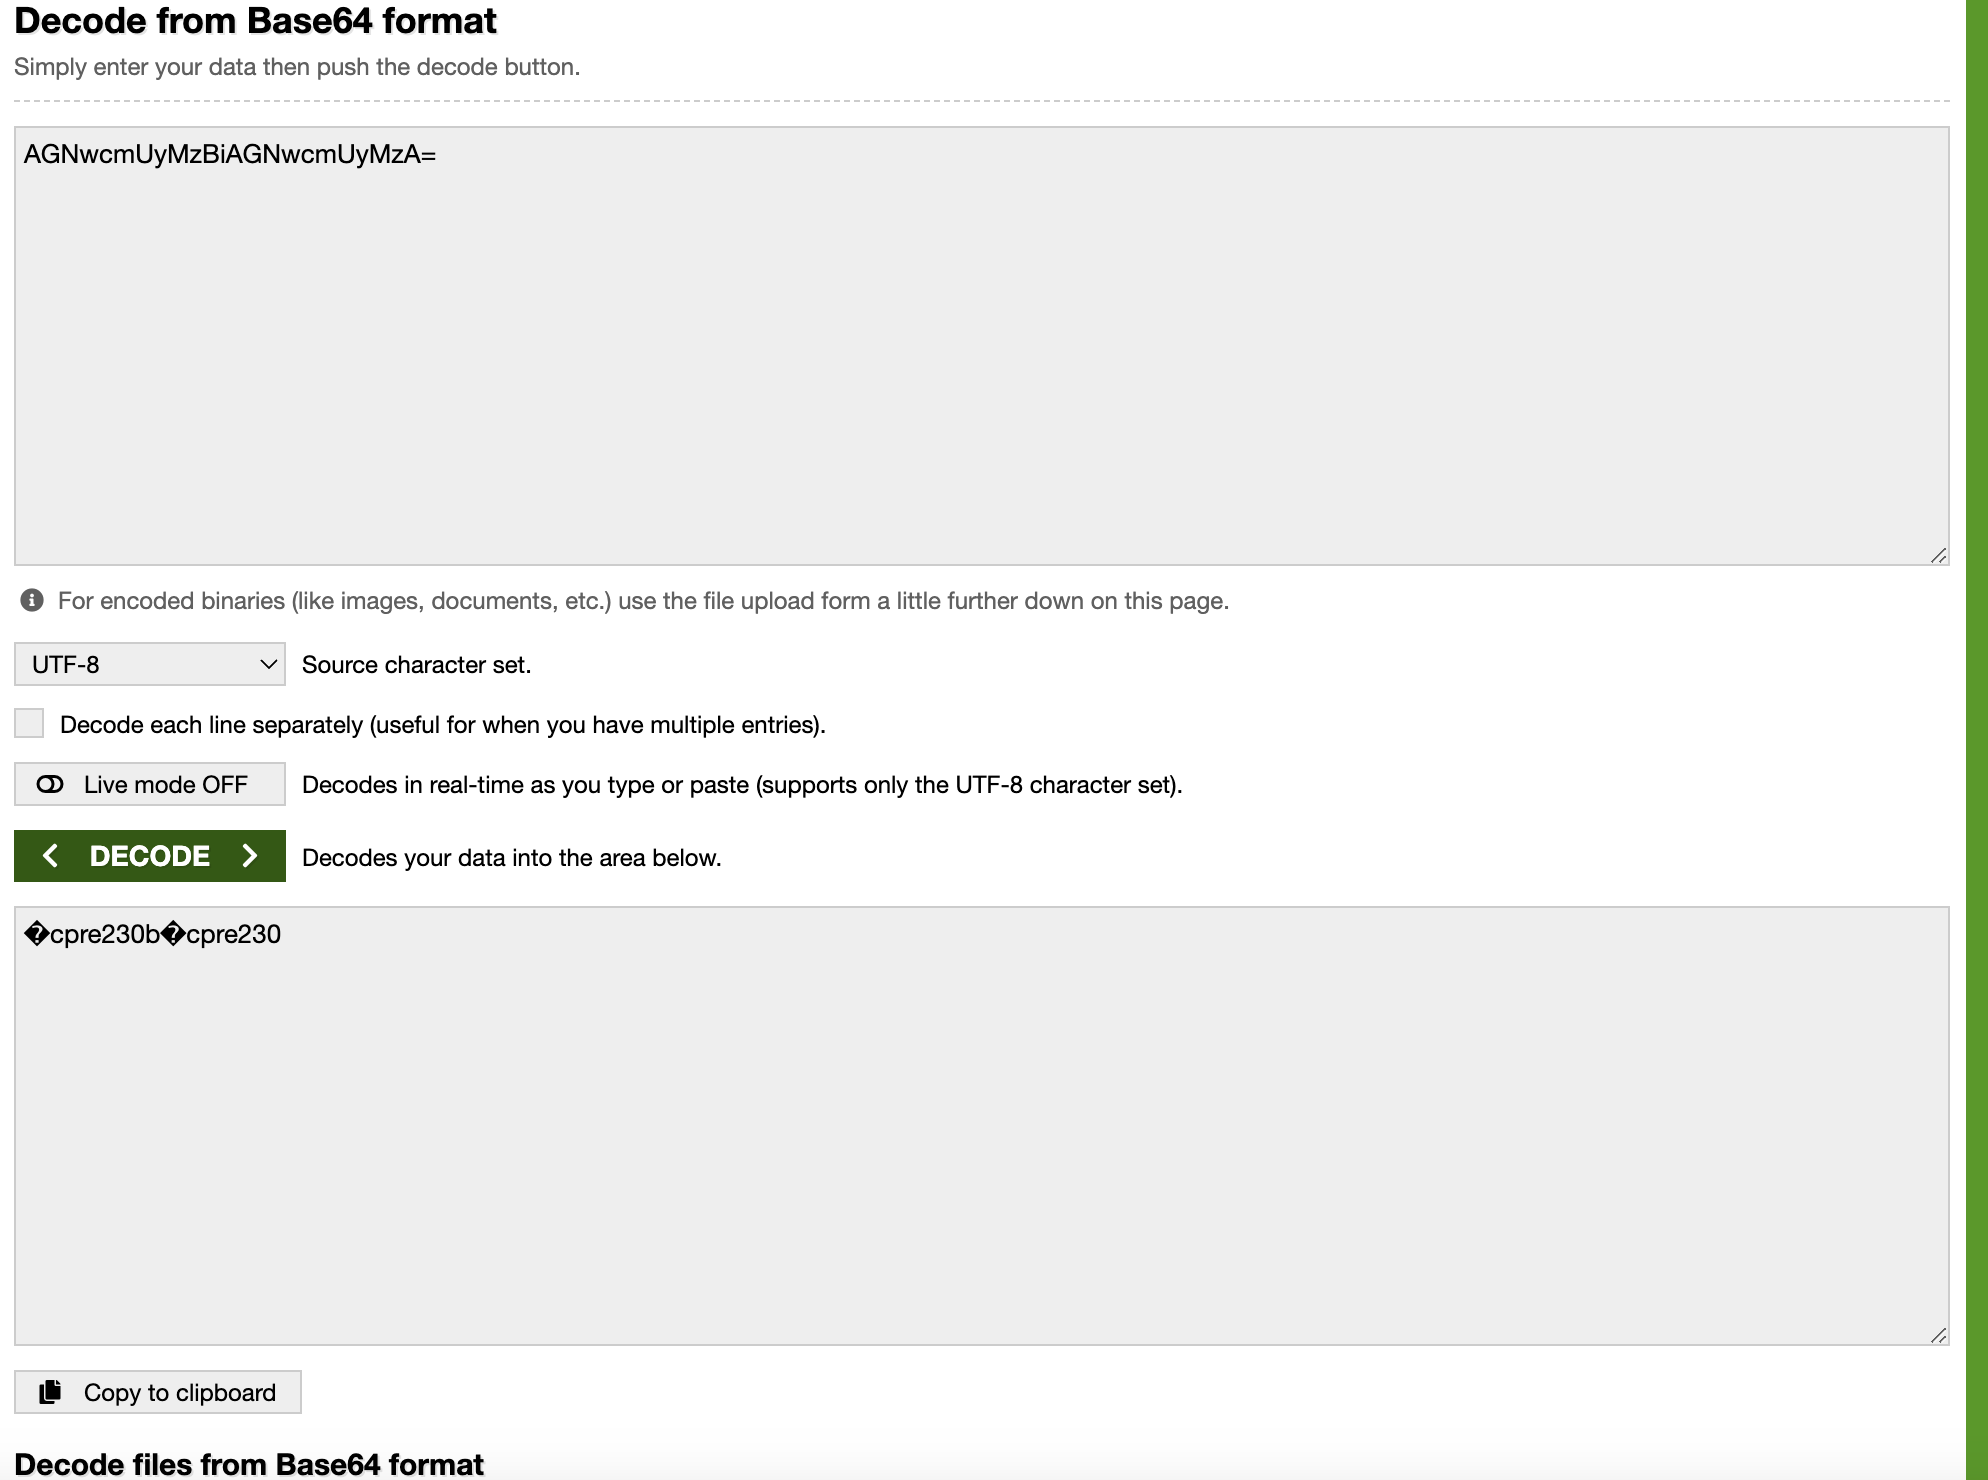 Decode from Base64 format
Simply enter your data then push the decode button.
AGNwcmUyMzBiAGNwcmUyMzA=
For encoded binaries (like images, documents, etc.) use the file upload form a little further down on this page.
UTF-8 Source character set.
Decode each line separately (useful for when you have multiple entries).
Live mode OFF Decodes in real-time as you type or paste (supports only the UTF-8 character set).
< DECODE > Decodes your data into the area below.
�cpre230b�cpre230
Copy to clipboard
Decode files from Base64 format